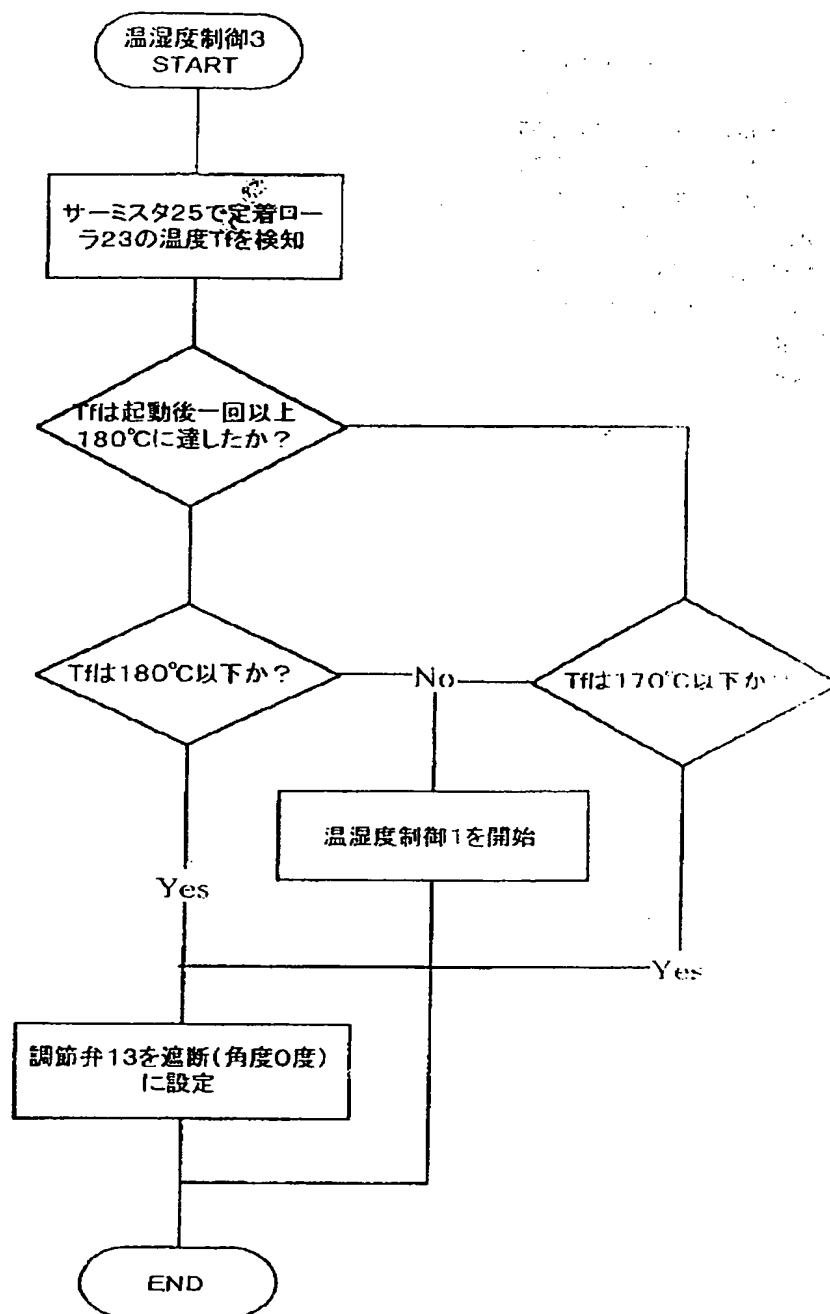 温湿度制御3
START
サーミスタ25で定着ロー
ラ23の温度Tfを検知
Tfは起動後一回以上
180℃に達したか?
Tfは180℃以下か?
No
Tfは170℃以下か
温湿度制御1を開始
Yes
Yes
調節弁13を遮断(角度0度)
に設定
END